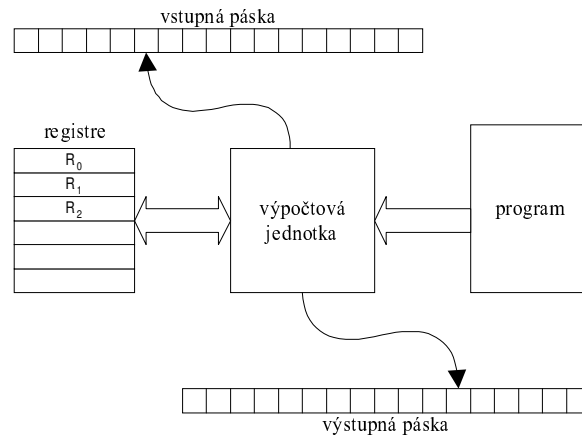 vstupná páska
registre
R0
R1
R2
výpočtová
jednotka
program
výstupná páska